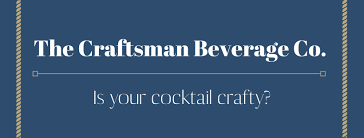 The Craftsman Beverage Co.
Is your cocktail crafty?